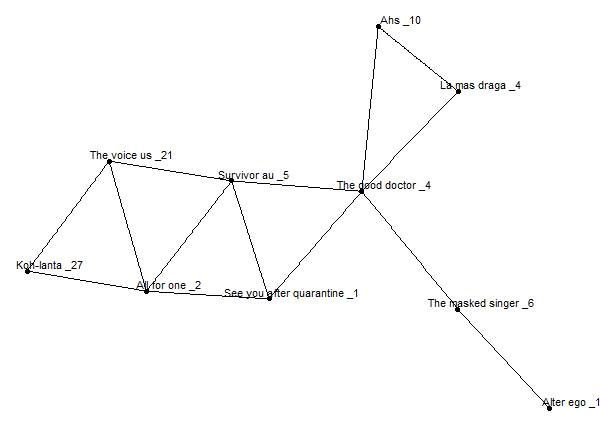 Ahs _10
La mas draga _4
The voice us _21
Survivor au _5
The good doctor _4
Koh-lanta _27
All for one _2
See you after quarantine _1
The masked singer _6
Alter ego _1